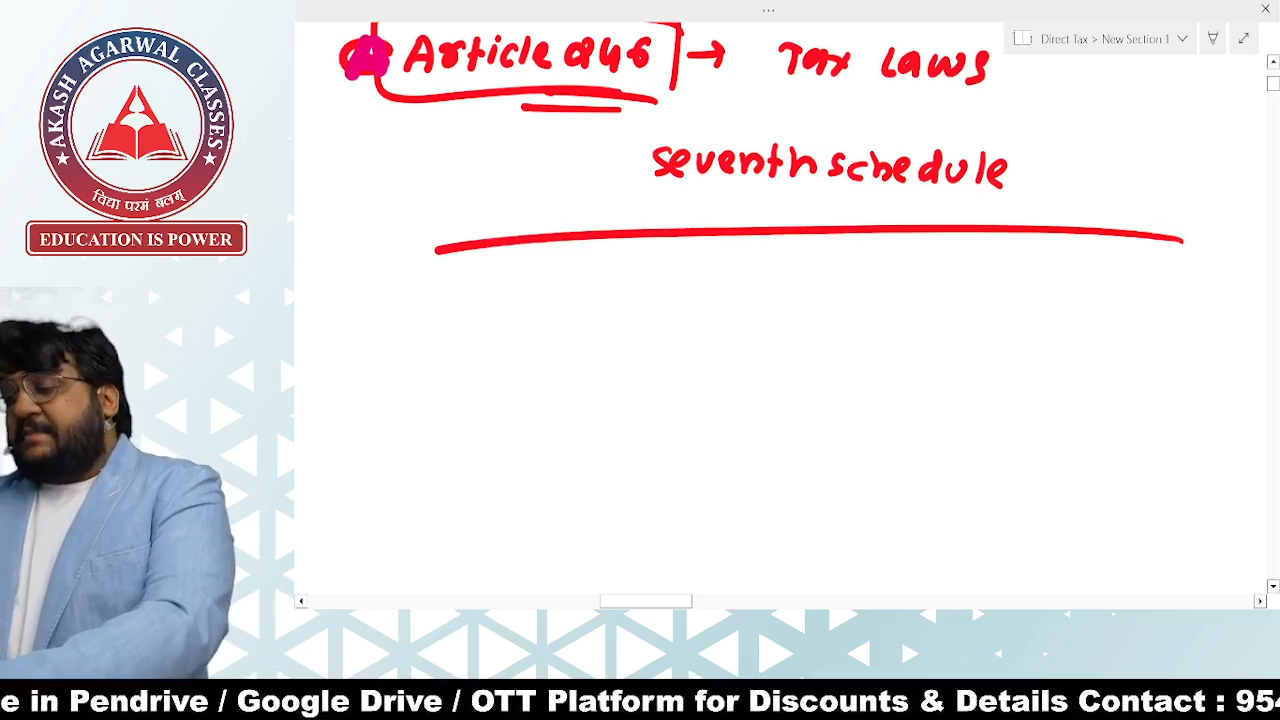 Article 246 → Tax Laws
seventh schedule
AKASH AGARWAL CLASSES
विद्या परमं बलम्
EDUCATION IS POWER
Direct Tax > New Section 1
e in Pendrive / Google Drive / OTT Platform for Discounts & Details Contact : 95